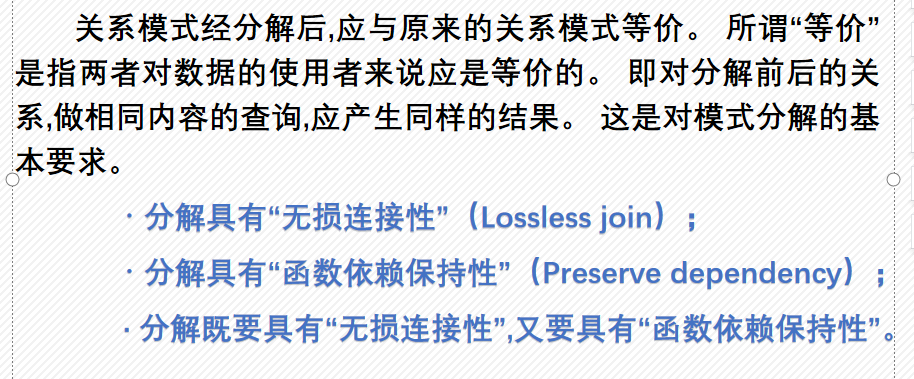 关系模式经分解后,应与原来的关系模式等价。 所谓“等价”
是指两者对数据的使用者来说应是等价的。 即对分解前后的关
系,做相同内容的查询,应产生同样的结果。 这是对模式分解的基
本要求。
· 分解具有“无损连接性”（Lossless join）;
· 分解具有“函数依赖保持性”（Preserve dependency）;
· 分解既要具有“无损连接性”,又要具有“函数依赖保持性”。